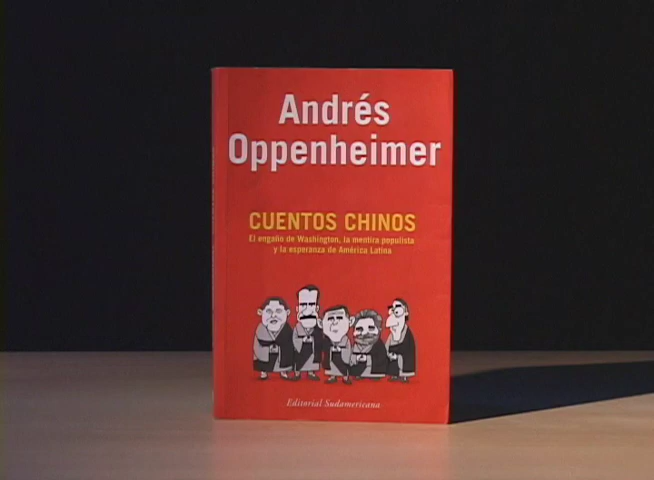 Andrés
Oppenheimer
CUENTOS CHINOS
El engaño de Washington, la mentira populista
y la esperanza de América Latina
Editorial Sudamericana